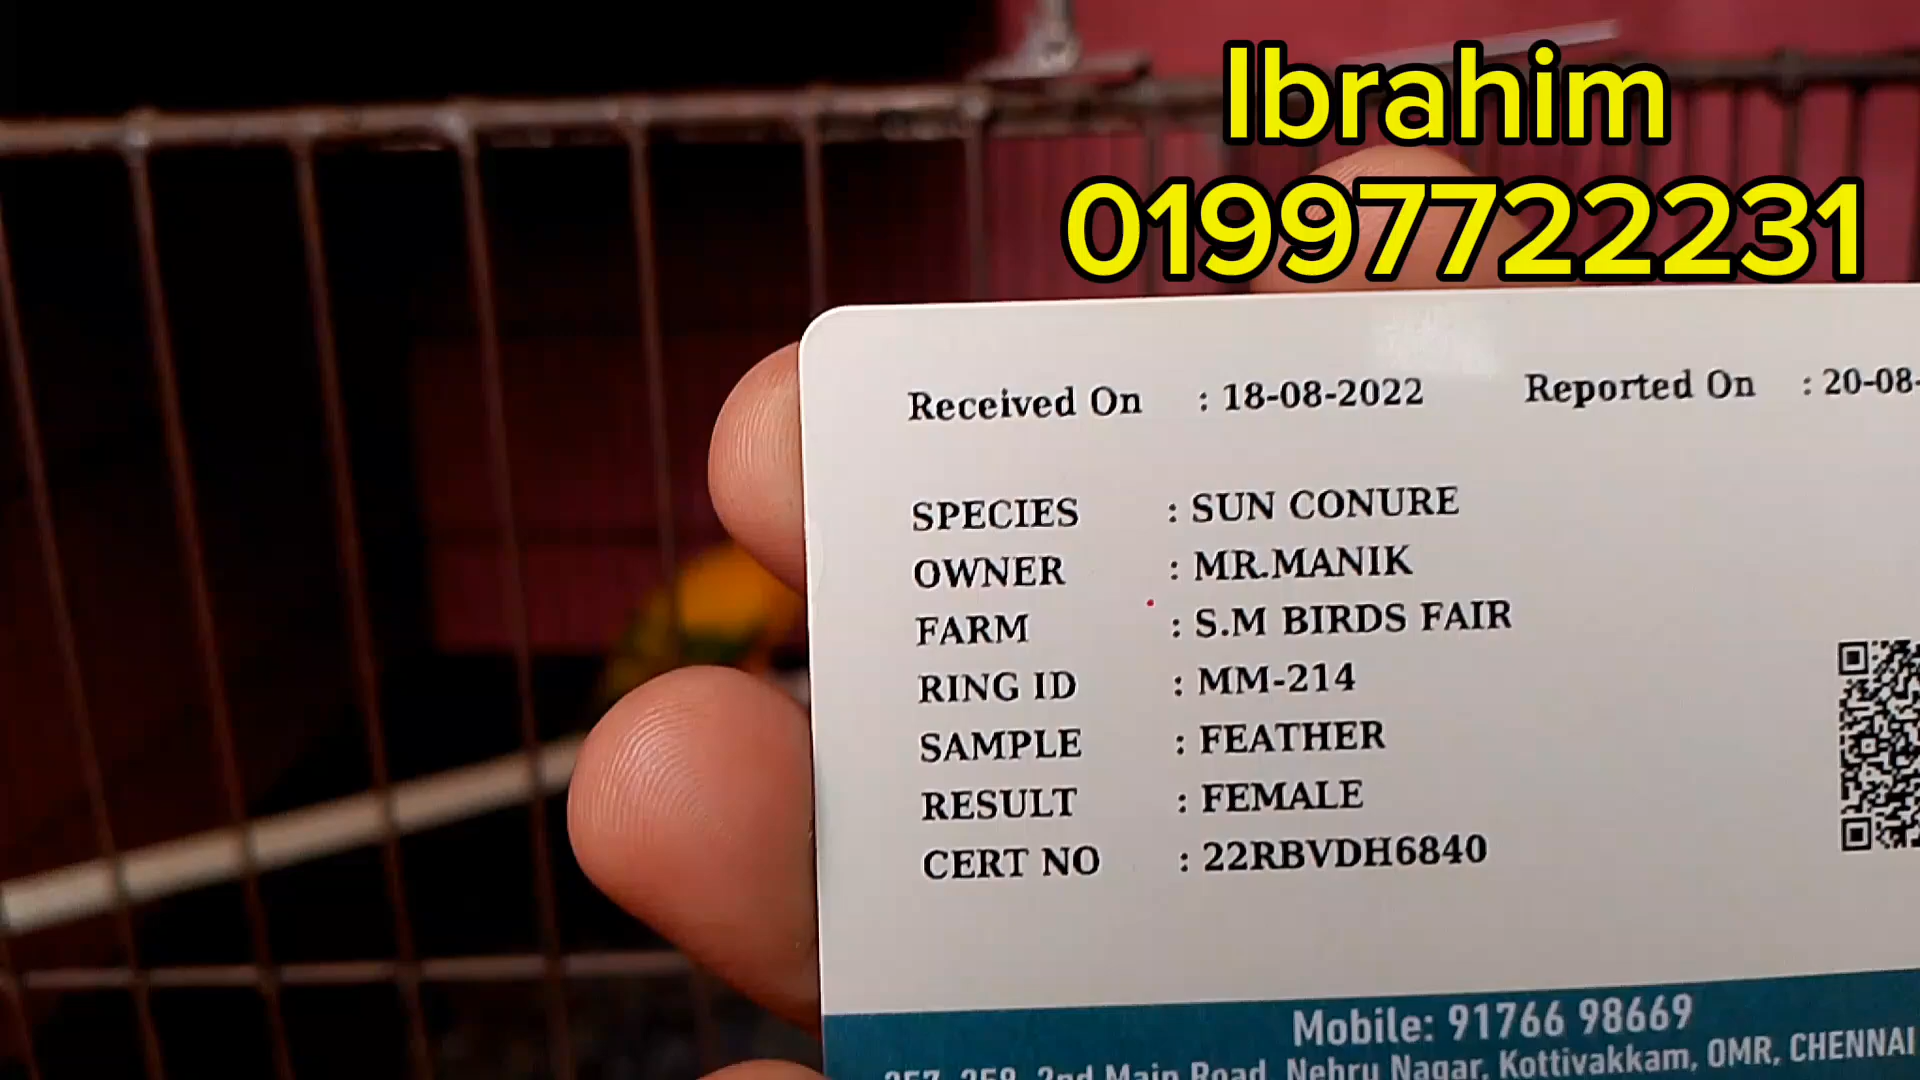 Ibrahim
01997722231
Received On : 18-08-2022 Reported On : 20-08-
SPECIES : SUN CONURE
OWNER : MR.MANIK
FARM : S.M BIRDS FAIR
RING ID : MM-214
SAMPLE : FEATHER
RESULT : FEMALE
CERT NO : 22RBVDH6840
Mobile: 91766 98669
2nd Main Road, Nehru Nagar, Kottivakkam, OMR, CHENNAI